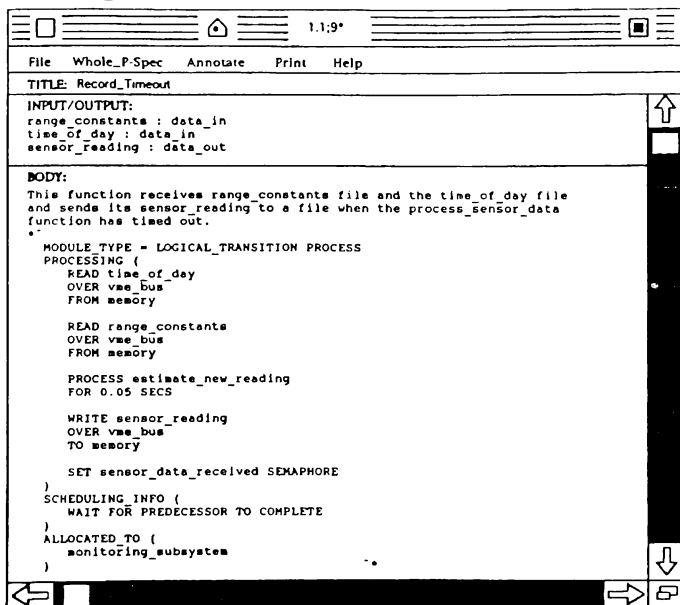 1.1;9*
File Whole_P-Spec Annotate Print Help
TITLE: Record_Timeout
INPUT/OUTPUT:
range_constants : data_in
time_of_day : data_in
sensor_reading : data_out
BODY:
This function receives range_constants file and the time_of_day file
and sends its sensor_reading to a file when the process_sensor_data
function has timed out.
*-
MODULE_TYPE = LOGICAL_TRANSITION PROCESS
PROCESSING (
READ time_of_day
OVER vme_bus
FROM memory
READ range_constants
OVER vme_bus
FROM memory
PROCESS estimate_new_reading
FOR 0.05 SECS
WRITE sensor_reading
OVER vme_bus
TO memory
SET sensor_data_received SEMAPHORE
)
SCHEDULING_INFO (
WAIT FOR PREDECESSOR TO COMPLETE
)
ALLOCATED_TO (
monitoring_subsystem
-*
)